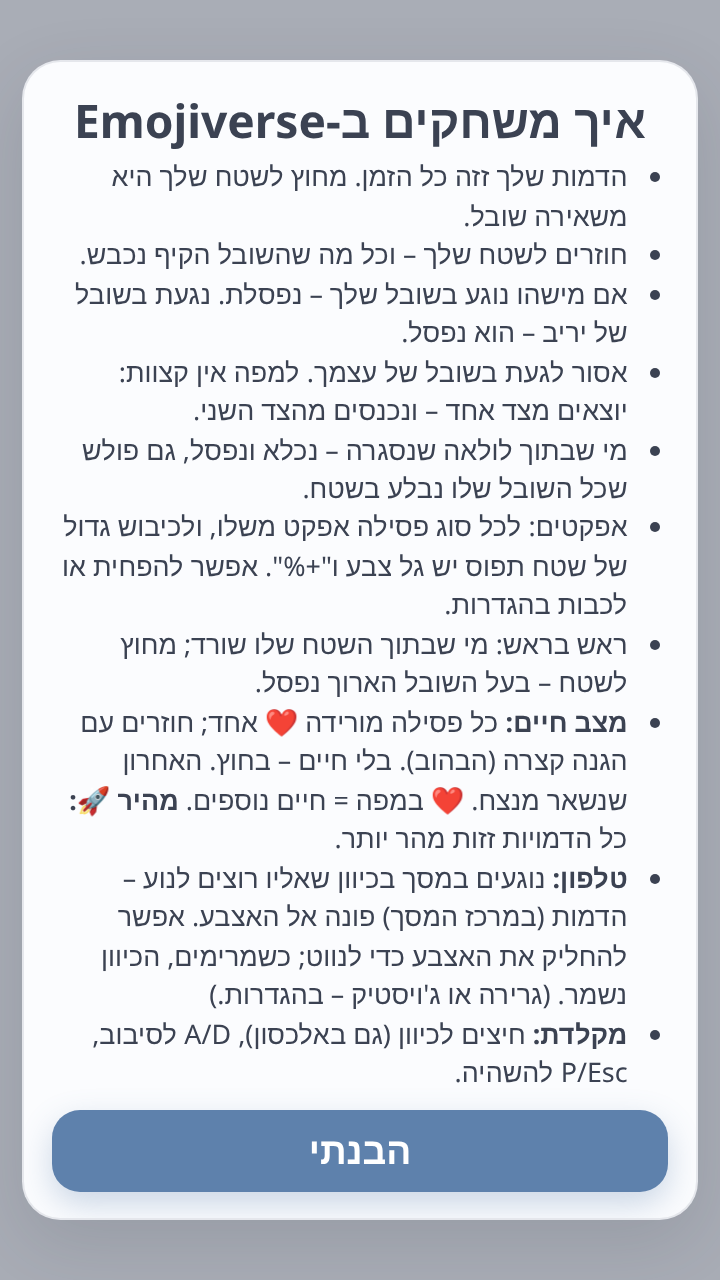 איך משחקים ב-Emojiverse
• הדמות שלך זזה כל הזמן. מחוץ לשטח שלך היא
משאירה שובל.
• חוזרים לשטח שלך – וכל מה שהשובל הקיף נכבש.
• אם מישהו נוגע בשובל שלך – נפסלת. נגעת בשובל
של יריב – הוא נפסל.
• אסור לגעת בשובל של עצמך. למפה אין קצוות:
יוצאים מצד אחד – ונכנסים מהצד השני.
• מי שבתוך לולאה שנסגרה – נכלא ונפסל, גם פולש
שכל השובל שלו נבלע בשטח.
• אפקטים: לכל סוג פסילה אפקט משלו, ולכיבוש גדול
של שטח תפוס יש גל צבע ו"+%". אפשר להפחית או
לכבות בהגדרות.
• ראש בראש: מי שבתוך השטח שלו שורד; מחוץ
לשטח – בעל השובל הארוך נפסל.
• מצב חיים: כל פסילה מורידה ❤️ אחד; חוזרים עם
הגנה קצרה (הבהוב). בלי חיים – בחוץ. האחרון
שנשאר מנצח. ❤️ במפה = חיים נוספים. מהיר 🚀:
כל הדמויות זזות מהר יותר.
• טלפון: נוגעים במסך בכיוון שאליו רוצים לנוע –
הדמות (במרכז המסך) פונה אל האצבע. אפשר
להחליק את האצבע כדי לנווט; כשמרימים, הכיוון
נשמר. (גרירה או ג'ויסטיק – בהגדרות.)
• מקלדת: חיצים לכיוון (גם באלכסון), A/D לסיבוב,
P/Esc להשהיה.
הבנתי